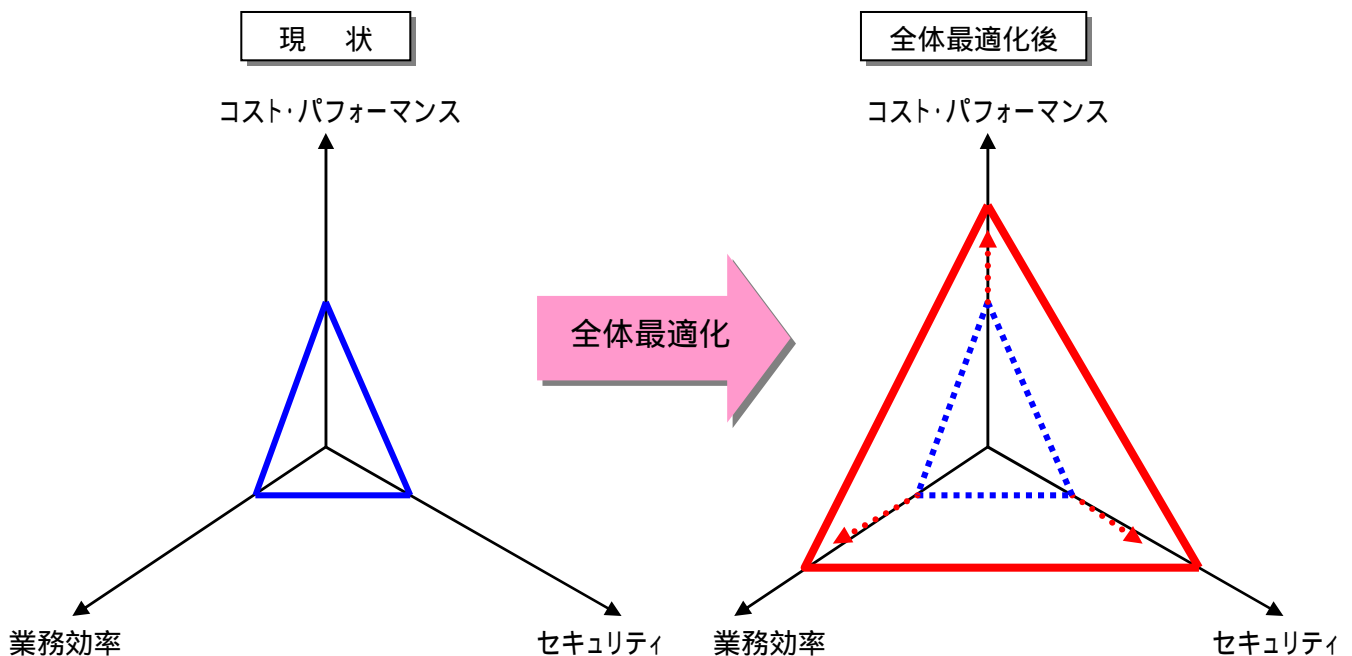 現　状
全体最適化後
コスト・パフォーマンス
コスト・パフォーマンス
全体最適化
業務効率
セキュリティ
業務効率
セキュリティ